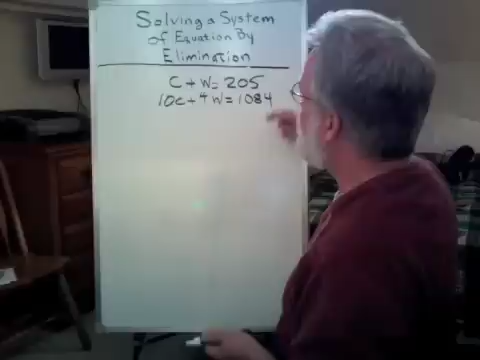 Solving a System
of Equation By
Elimination
C + W = 205
10C + 4W = 1084